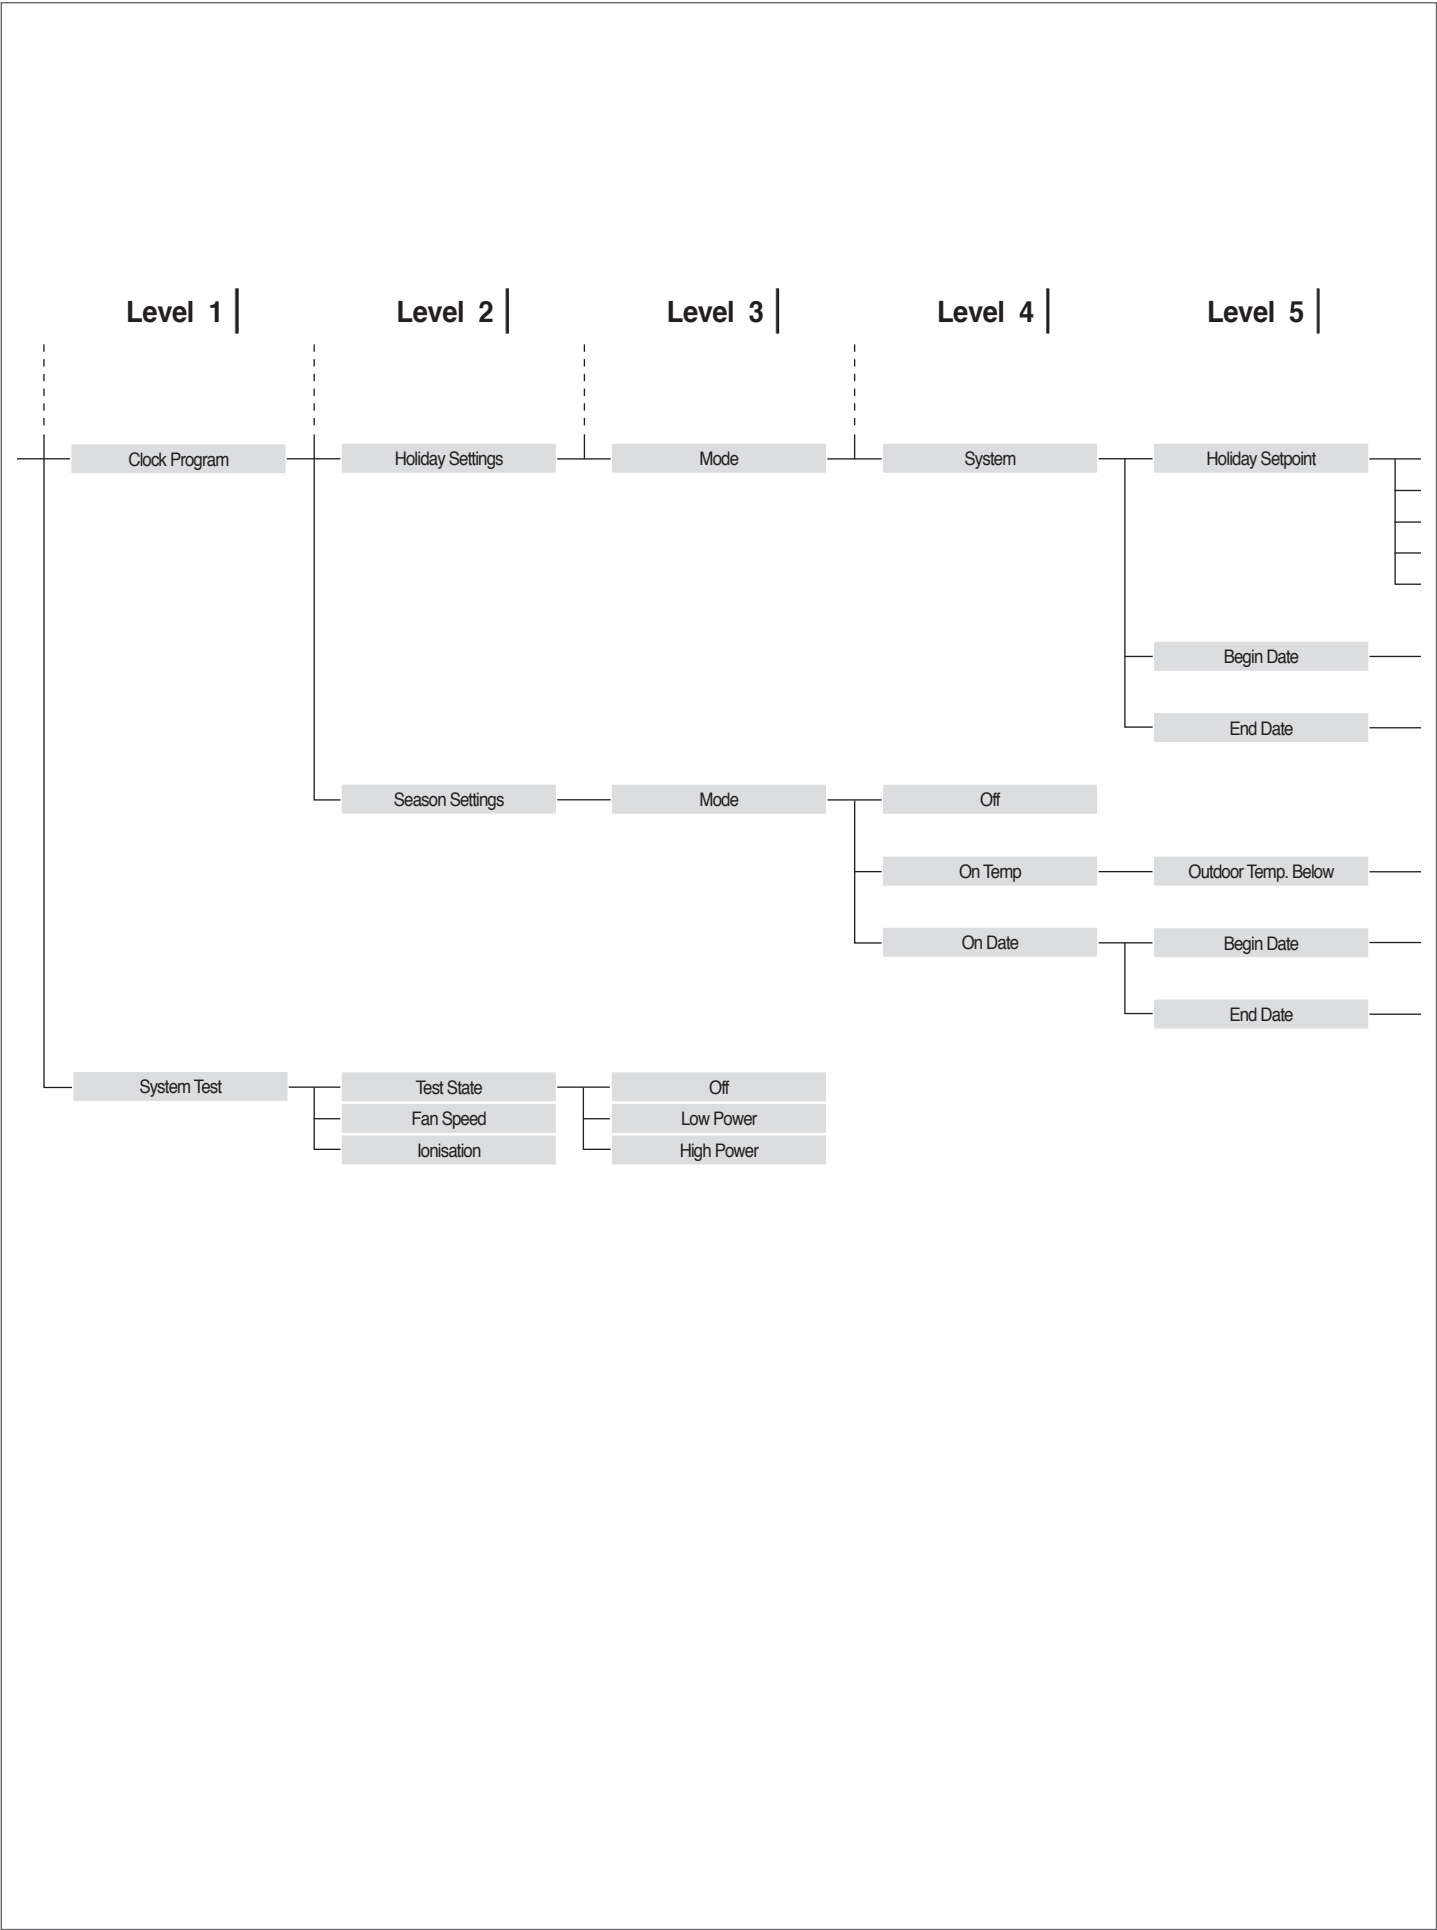 Level 1 Level 2 Level 3 Level 4 Level 5
Clock Program Holiday Settings Mode System Holiday Setpoint
Begin Date
End Date
Season Settings Mode Off
On Temp Outdoor Temp. Below
On Date Begin Date
End Date
System Test Test State Off
Fan Speed Low Power
Ionisation High Power